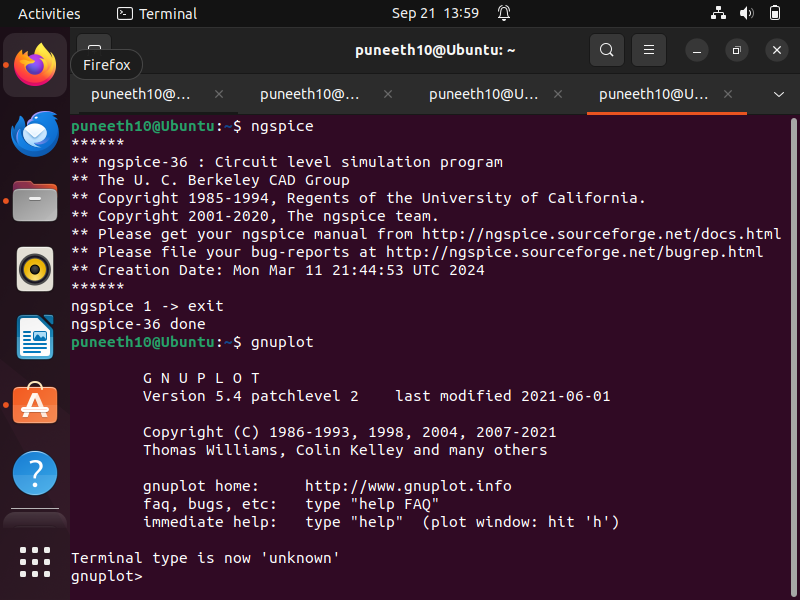 Activities
Terminal
Sep 21 13:59
puneeth10@Ubuntu: ~
Firefox
puneeth10@...
puneeth10@...
puneeth10@U...
puneeth10@U...
puneeth10@Ubuntu:~$ ngspice
******
** ngspice-36 : Circuit level simulation program
** The U. C. Berkeley CAD Group
** Copyright 1985-1994, Regents of the University of California.
** Copyright 2001-2020, The ngspice team.
** Please get your ngspice manual from http://ngspice.sourceforge.net/docs.html
** Please file your bug-reports at http://ngspice.sourceforge.net/bugrep.html
** Creation Date: Mon Mar 11 21:44:53 UTC 2024
******
ngspice 1 -> exit
ngspice-36 done
puneeth10@Ubuntu:~$ gnuplot
G N U P L O T
Version 5.4 patchlevel 2    last modified 2021-06-01
Copyright (C) 1986-1993, 1998, 2004, 2007-2021
Thomas Williams, Colin Kelley and many others
gnuplot home:     http://www.gnuplot.info
faq, bugs, etc:   type "help FAQ"
immediate help:   type "help"  (plot window: hit 'h')
Terminal type is now 'unknown'
gnuplot>